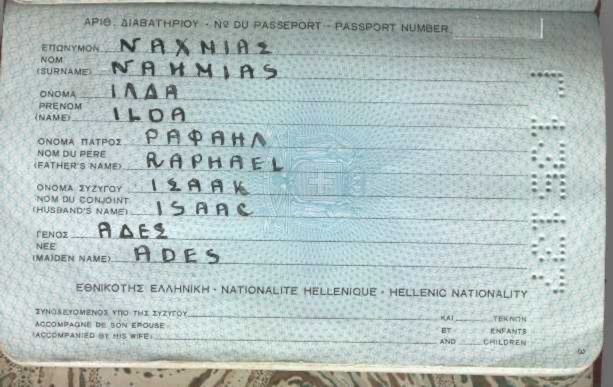 ΑΡΙΘ. ΔΙΑΒΑΤΗΡΙΟΥ - Nº DU PASSEPORT - PASSPORT NUMBER
ΕΠΩΝΥΜΟΝ ΝΑΧΜΙΑΣ
NOM
(SURNAME) NAHMIAS
ΟΝΟΜΑ ΙΛΔΑ
PRENOM
(NAME) ILDA
ΟΝΟΜΑ ΠΑΤΡΟΣ ΡΑΦΑΗΛ
NOM DU PERE
(FATHER'S NAME) RAPHAEL
ΟΝΟΜΑ ΣΥΖΥΓΟΥ ΙΣΑΑΚ
NOM DU CONJOINT
(HUSBAND'S NAME) ISAAC
ΓΕΝΟΣ ΑΔΕΣ
NEE
(MAIDEN NAME) ADES
ΕΘΝΙΚΟΤΗΣ ΕΛΛΗΝΙΚΗ - NATIONALITE HELLENIQUE - HELLENIC NATIONALITY
ΣΥΝΟΔΕΥΟΜΕΝΟΣ ΥΠΟ ΤΗΣ ΣΥΖΥΓΟΥ ΚΑΙ ΤΕΚΝΩΝ
ACCOMPAGNE DE SON EPOUSE ET ENFANTS
(ACCOMPANIED BY HIS WIFE) AND CHILDREN
3